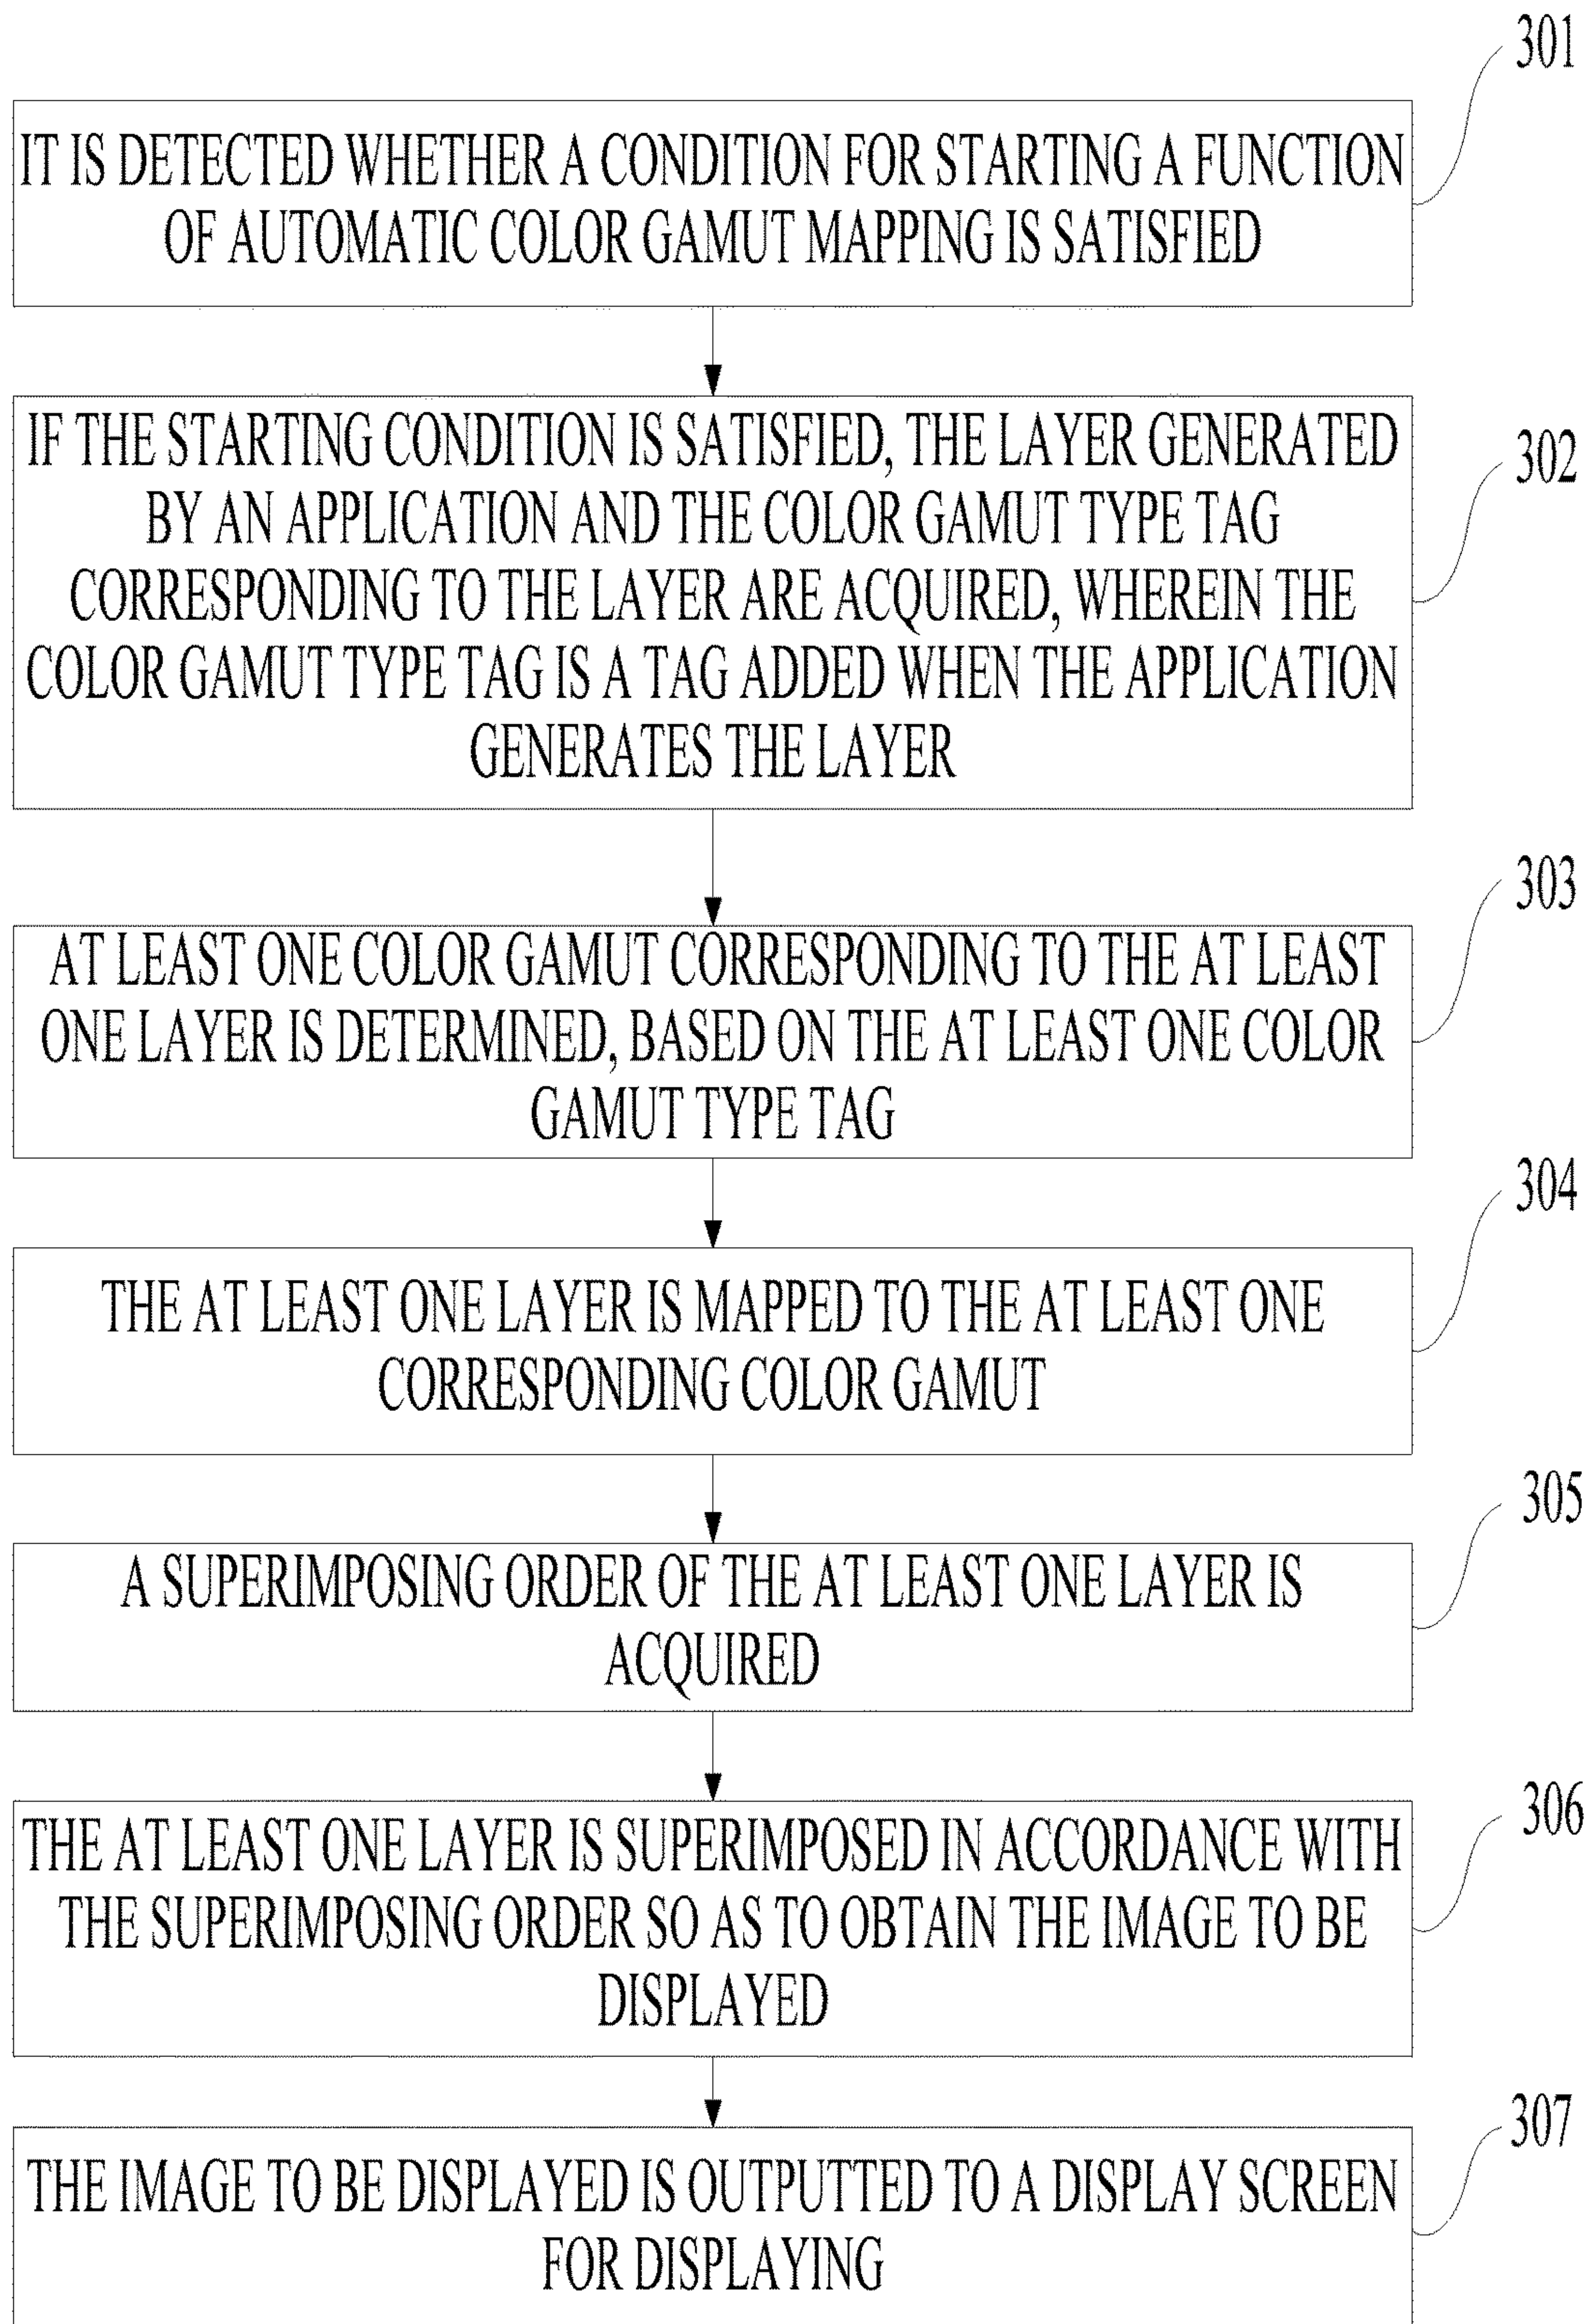 301
IT IS DETECTED WHETHER A CONDITION FOR STARTING A FUNCTION
OF AUTOMATIC COLOR GAMUT MAPPING IS SATISFIED
302
IF THE STARTING CONDITION IS SATISFIED, THE LAYER GENERATED
BY AN APPLICATION AND THE COLOR GAMUT TYPE TAG
CORRESPONDING TO THE LAYER ARE ACQUIRED, WHEREIN THE
COLOR GAMUT TYPE TAG IS A TAG ADDED WHEN THE APPLICATION
GENERATES THE LAYER
303
AT LEAST ONE COLOR GAMUT CORRESPONDING TO THE AT LEAST
ONE LAYER IS DETERMINED, BASED ON THE AT LEAST ONE COLOR
GAMUT TYPE TAG
304
THE AT LEAST ONE LAYER IS MAPPED TO THE AT LEAST ONE
CORRESPONDING COLOR GAMUT
305
A SUPERIMPOSING ORDER OF THE AT LEAST ONE LAYER IS
ACQUIRED
306
THE AT LEAST ONE LAYER IS SUPERIMPOSED IN ACCORDANCE WITH
THE SUPERIMPOSING ORDER SO AS TO OBTAIN THE IMAGE TO BE
DISPLAYED
307
THE IMAGE TO BE DISPLAYED IS OUTPUTTED TO A DISPLAY SCREEN
FOR DISPLAYING